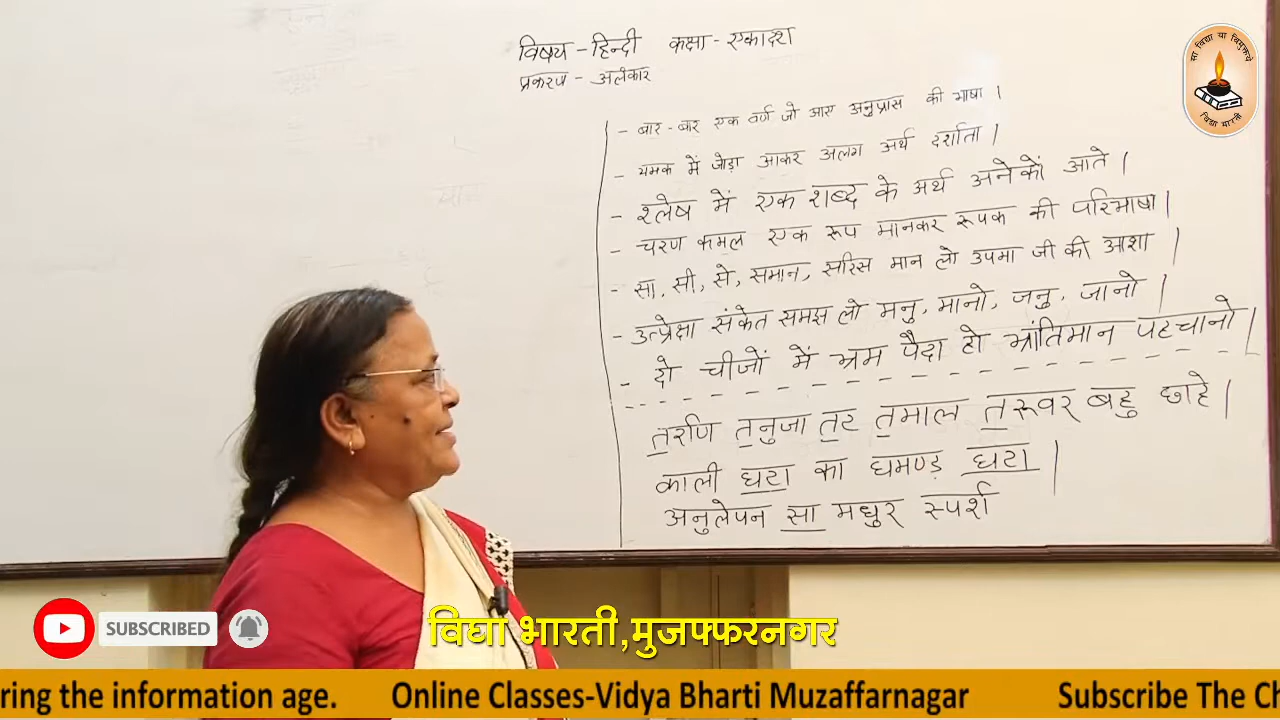 विषय - हिन्दी कक्षा - एकादश
प्रकरण - अलंकार
- बार - बार एक वर्ण जो आए अनुप्रास की भाषा ।
- यमक में जोड़ा आकर अलग अर्थ दर्शाता ।
- श्लेष में एक शब्द के अर्थ अनेकों आते ।
- चरण कमल एक रूप मानकर रूपक की परिभाषा ।
- सा, सी, से, समान, सरिस मान लो उपमा जी की आशा ।
- उत्प्रेक्षा संकेत समझ लो मनु, मानो, जनु, जानो ।
- दो चीजों में भ्रम पैदा हो भ्रांतिमान पहचानो ।
तरणि तनुजा तट तमाल तरूवर बहु छाहे ।
काली घटा का घमण्ड़ घटा ।
अनुलेपन सा मधुर स्पर्श
सा विद्या या विमुक्तये
विद्या भारती
SUBSCRIBED
विद्या भारती,मुजफ्फरनगर
ring the information age. Online Classes-Vidya Bharti Muzaffarnagar Subscribe The Ch